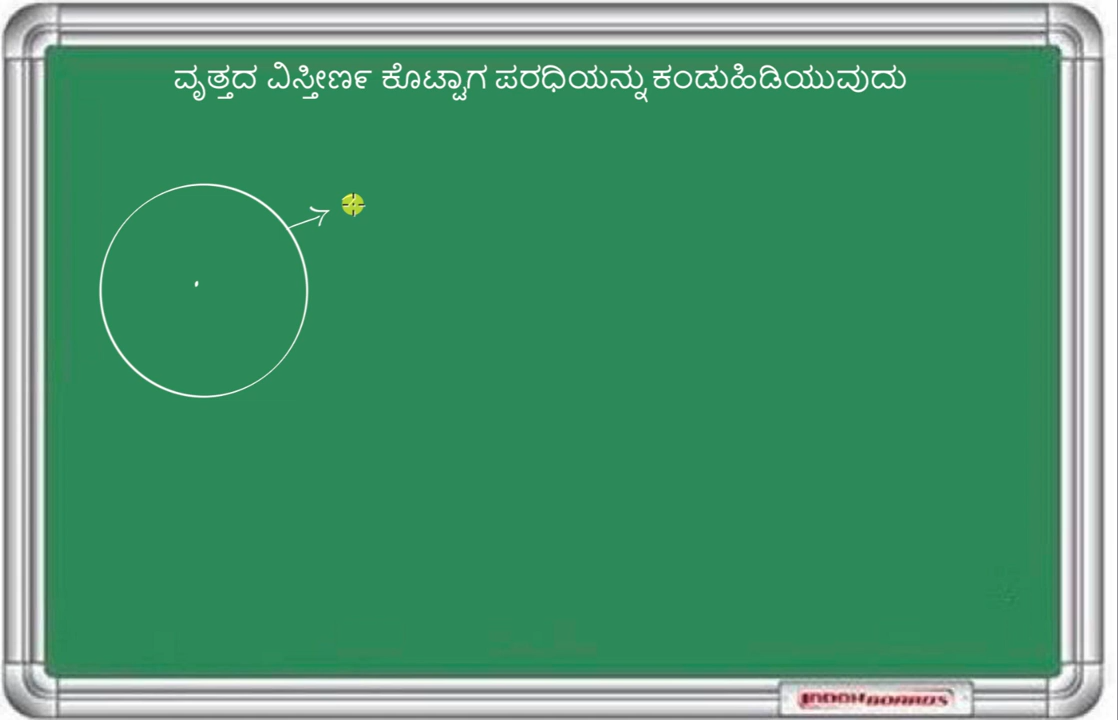 ವೃತ್ತದ ವಿಸ್ತೀರ್ಣ ಕೊಟ್ಟಾಗ ಪರಧಿಯನ್ನು ಕಂಡುಹಿಡಿಯುವುದು